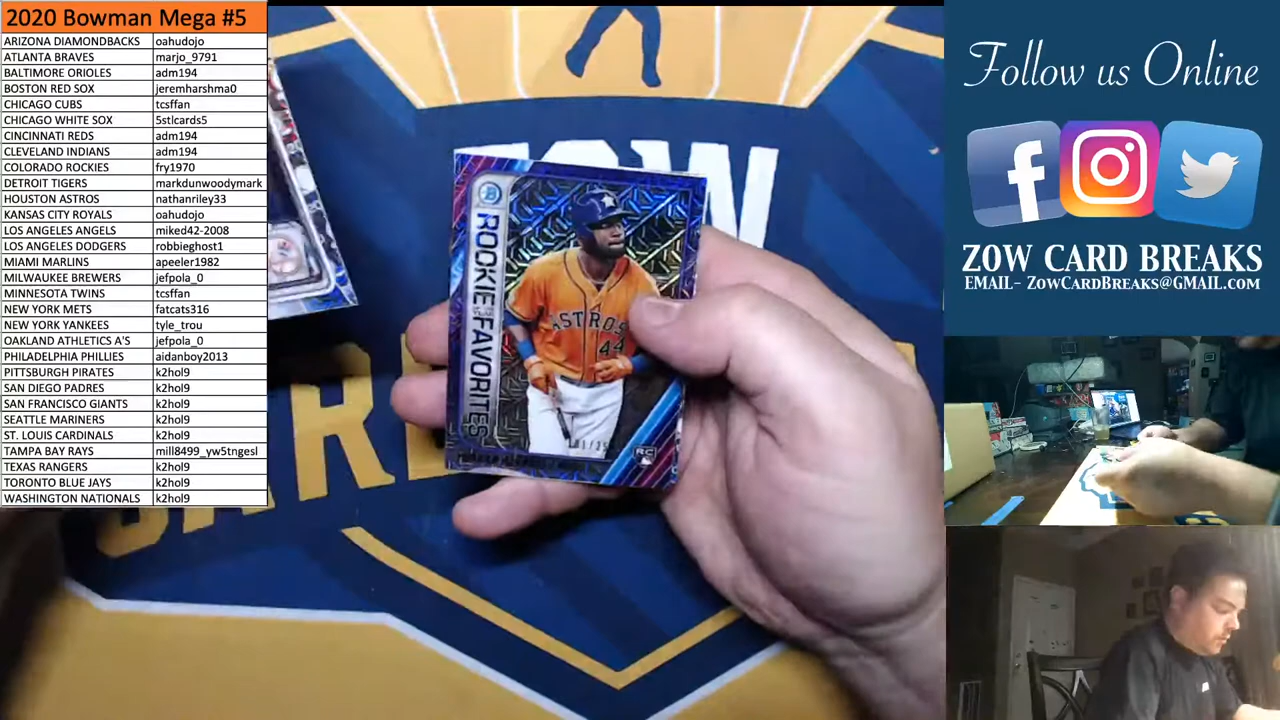 2020 Bowman Mega #5
ARIZONA DIAMONDBACKS oahudojo
ATLANTA BRAVES marjo_9791
BALTIMORE ORIOLES adm194
BOSTON RED SOX jeremharshma0
CHICAGO CUBS tcsffan
CHICAGO WHITE SOX 5stlcards5
CINCINNATI REDS adm194
CLEVELAND INDIANS adm194
COLORADO ROCKIES fry1970
DETROIT TIGERS markdunwoodymark
HOUSTON ASTROS nathanriley33
KANSAS CITY ROYALS oahudojo
LOS ANGELES ANGELS miked42-2008
LOS ANGELES DODGERS robbieghost1
MIAMI MARLINS apeeler1982
MILWAUKEE BREWERS jefpola_0
MINNESOTA TWINS tcsffan
NEW YORK METS fatcats316
NEW YORK YANKEES tyle_trou
OAKLAND ATHLETICS A'S jefpola_0
PHILADELPHIA PHILLIES aidanboy2013
PITTSBURGH PIRATES k2hol9
SAN DIEGO PADRES k2hol9
SAN FRANCISCO GIANTS k2hol9
SEATTLE MARINERS k2hol9
ST. LOUIS CARDINALS k2hol9
TAMPA BAY RAYS mill8499_yw5tngesl
TEXAS RANGERS k2hol9
TORONTO BLUE JAYS k2hol9
WASHINGTON NATIONALS k2hol9
ZOW
CARD
B
ROOKIE
FAVORITES
ASTROS
44
RC
Follow us Online
f
ZOW CARD BREAKS
EMAIL- ZOWCARDBREAKS@GMAIL.COM